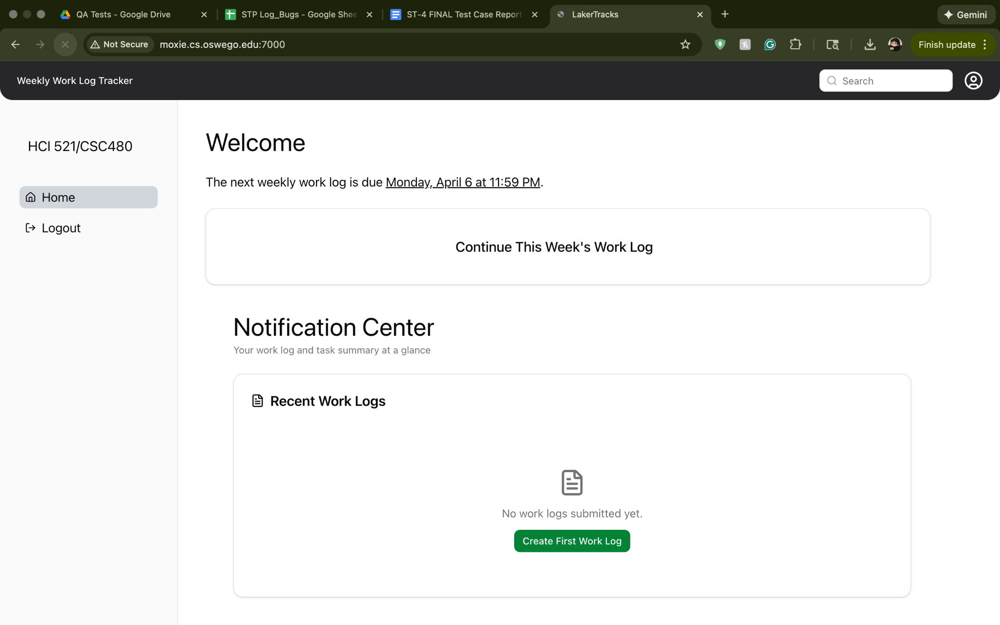 QA Tests - Google Drive
STP Log_Bugs - Google Shee
ST-4 FINAL Test Case Report
LakerTracks
Gemini
Not Secure
moxie.cs.oswego.edu:7000
Finish update
Weekly Work Log Tracker
Search
HCI 521/CSC480
Home
Logout
Welcome
The next weekly work log is due Monday, April 6 at 11:59 PM.
Continue This Week's Work Log
Notification Center
Your work log and task summary at a glance
Recent Work Logs
No work logs submitted yet.
Create First Work Log